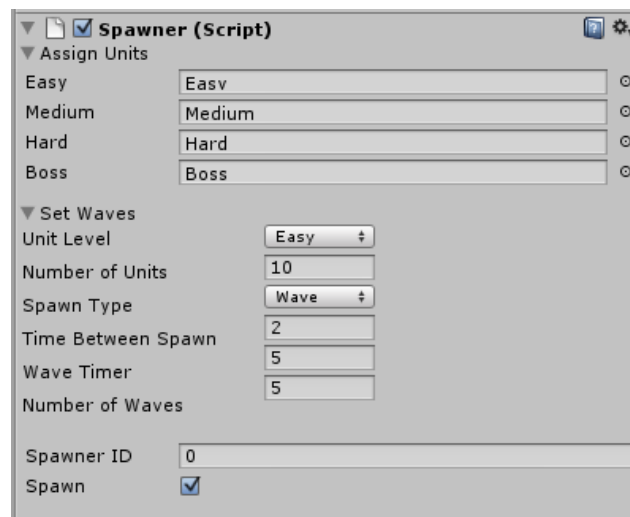 Spawner (Script)
Assign Units
Easy Easy
Medium Medium
Hard Hard
Boss Boss
Set Waves
Unit Level Easy
Number of Units 10
Spawn Type Wave
Time Between Spawn 2
Wave Timer 5
Number of Waves 5
Spawner ID 0
Spawn